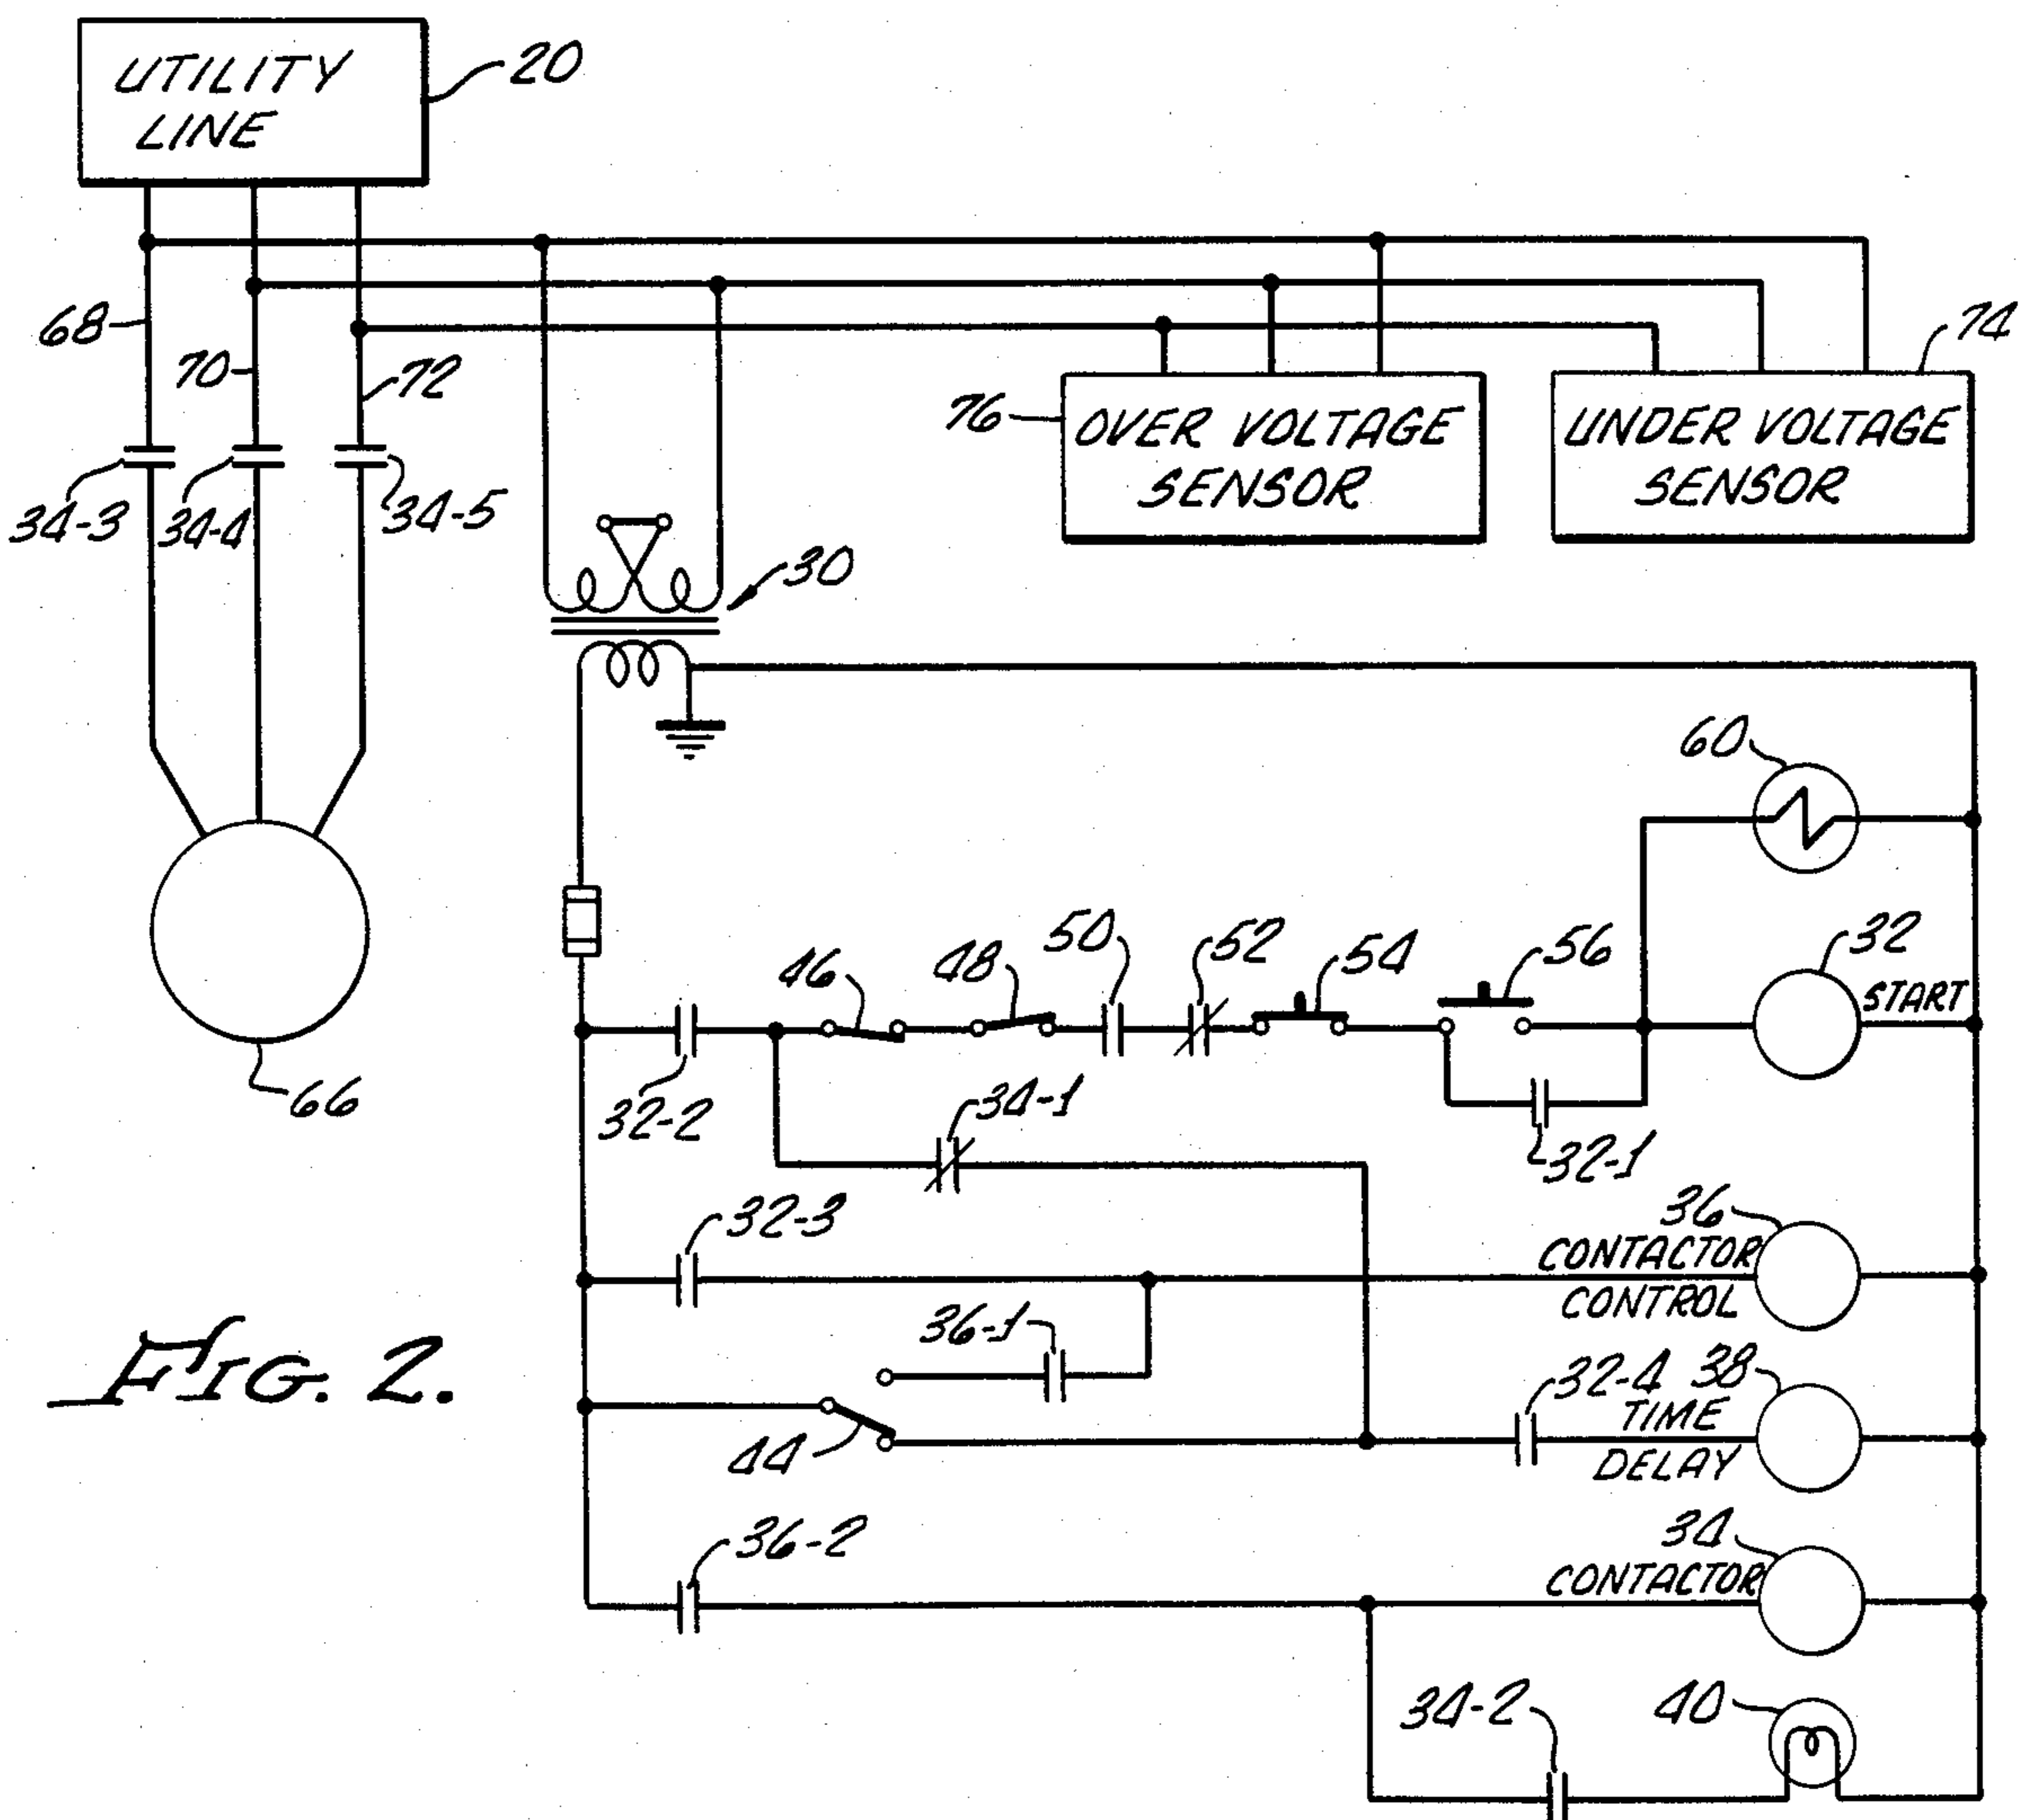 UTILITY
LINE
20
68
70
72
74
76
OVER VOLTAGE
SENSOR
UNDER VOLTAGE
SENSOR
34-3
34-4
34-5
30
60
66
46
48
50
52
54
56
32
START
32-2
34-1
32-1
32-3
36
CONTACTOR
CONTROL
36-1
44
32-4
38
TIME
DELAY
FIG. 2.
36-2
34
CONTACTOR
34-2
40